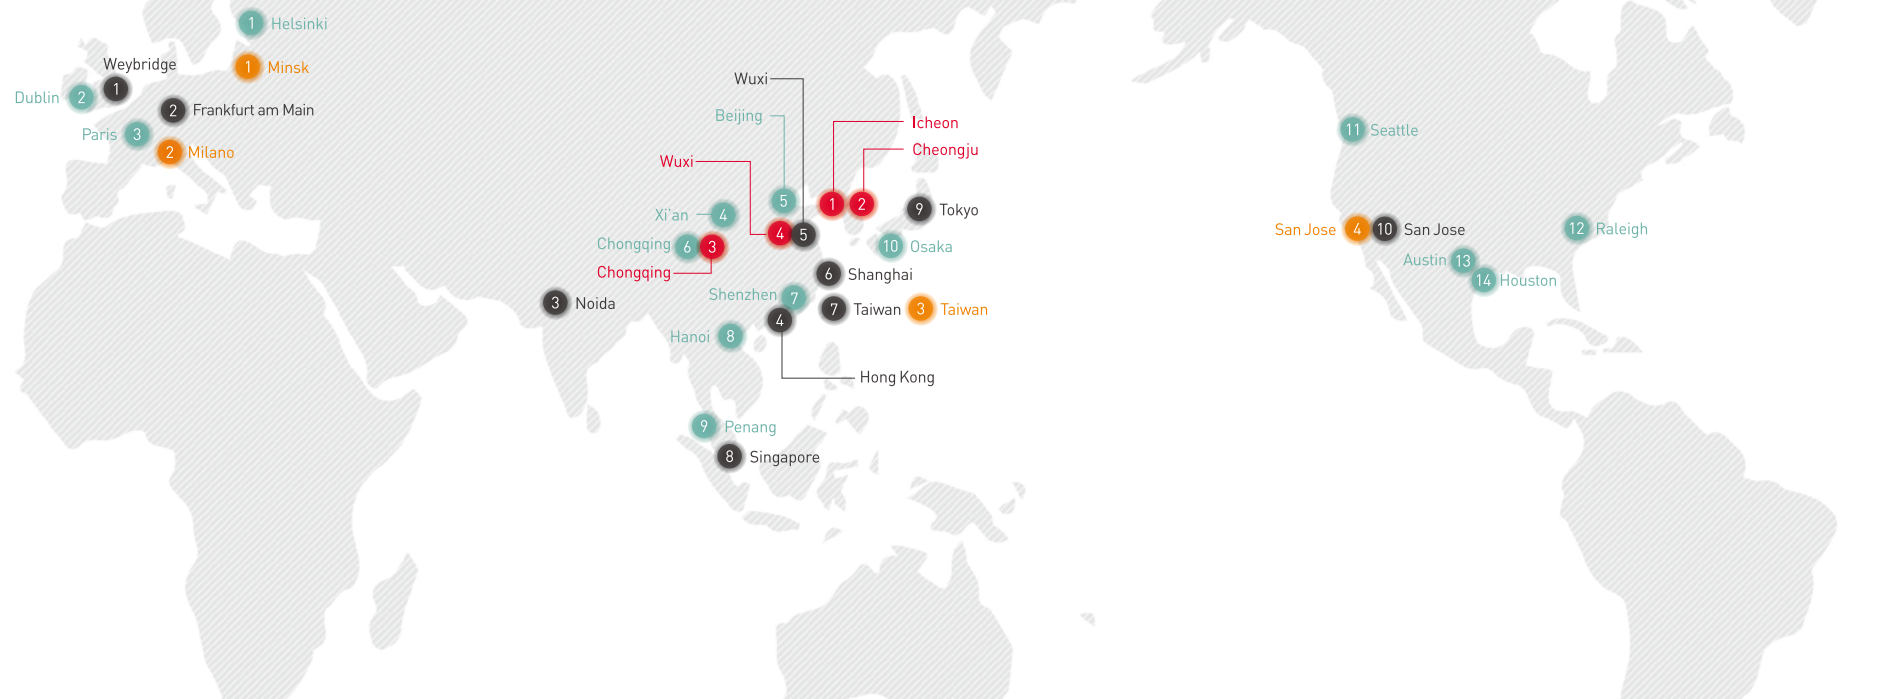 1 Helsinki
1 Minsk
Weybridge
1
Dublin 2
2 Frankfurt am Main
Paris 3
2 Milano
Wuxi
Beijing
Icheon
Cheongju
Wuxi
5
1
2
Xi'an 4
9 Tokyo
4
5
Chongqing 6
3
10 Osaka
Chongqing
6 Shanghai
Shenzhen 7
3 Noida
7 Taiwan
3 Taiwan
4
Hanoi 8
Hong Kong
9 Penang
8 Singapore
11 Seattle
San Jose 4
10 San Jose
12 Raleigh
Austin 13
14 Houston